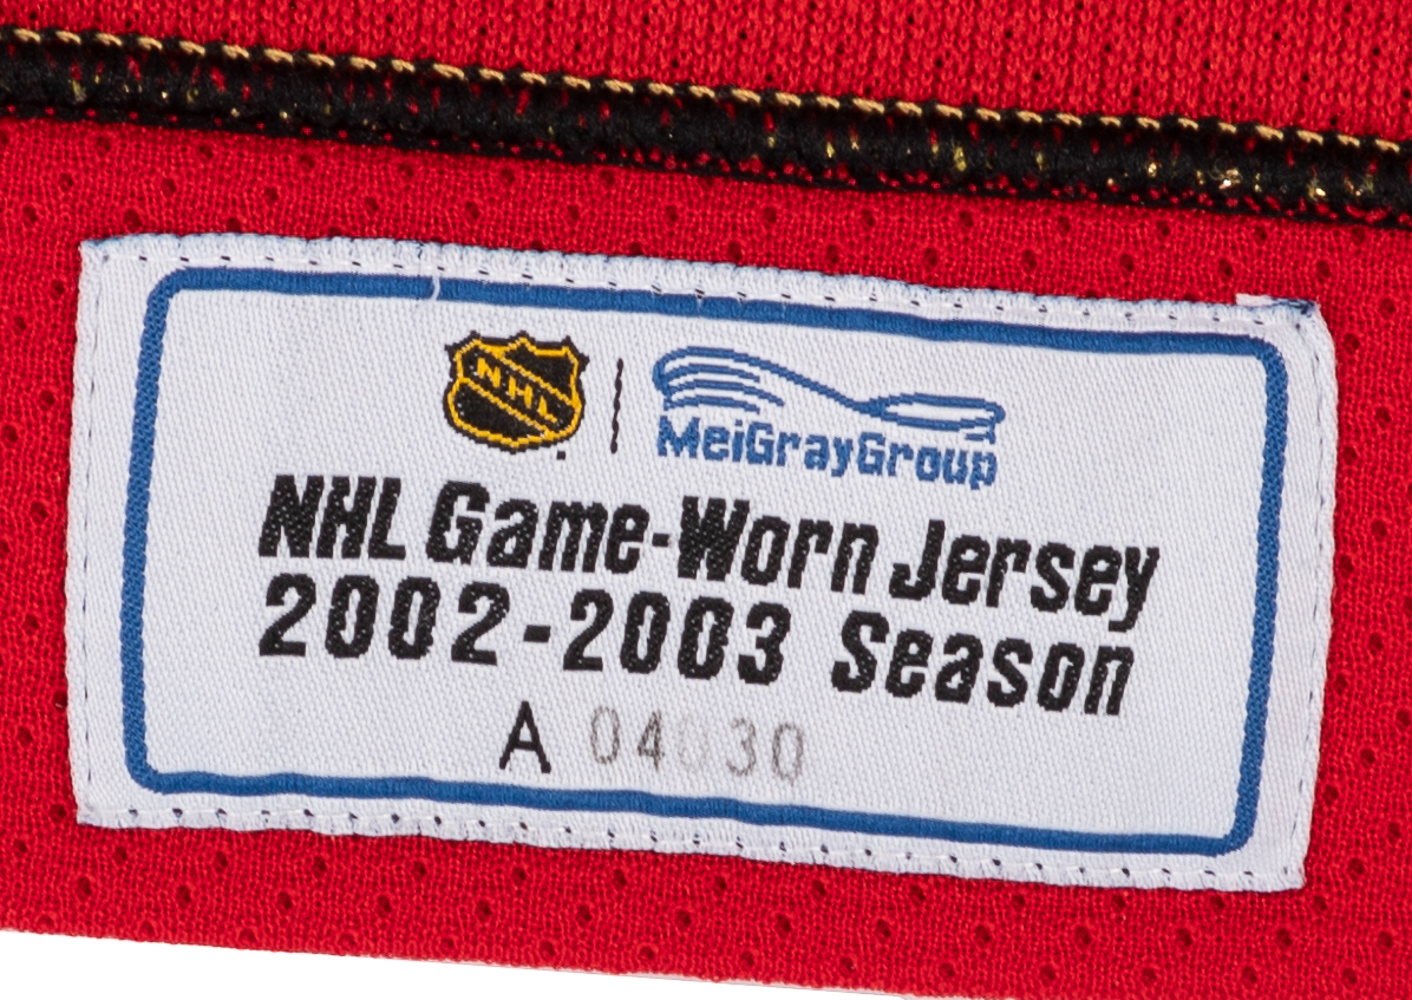 NHL
MeiGrayGroup
NHL Game-Worn Jersey
2002-2003 Season
A